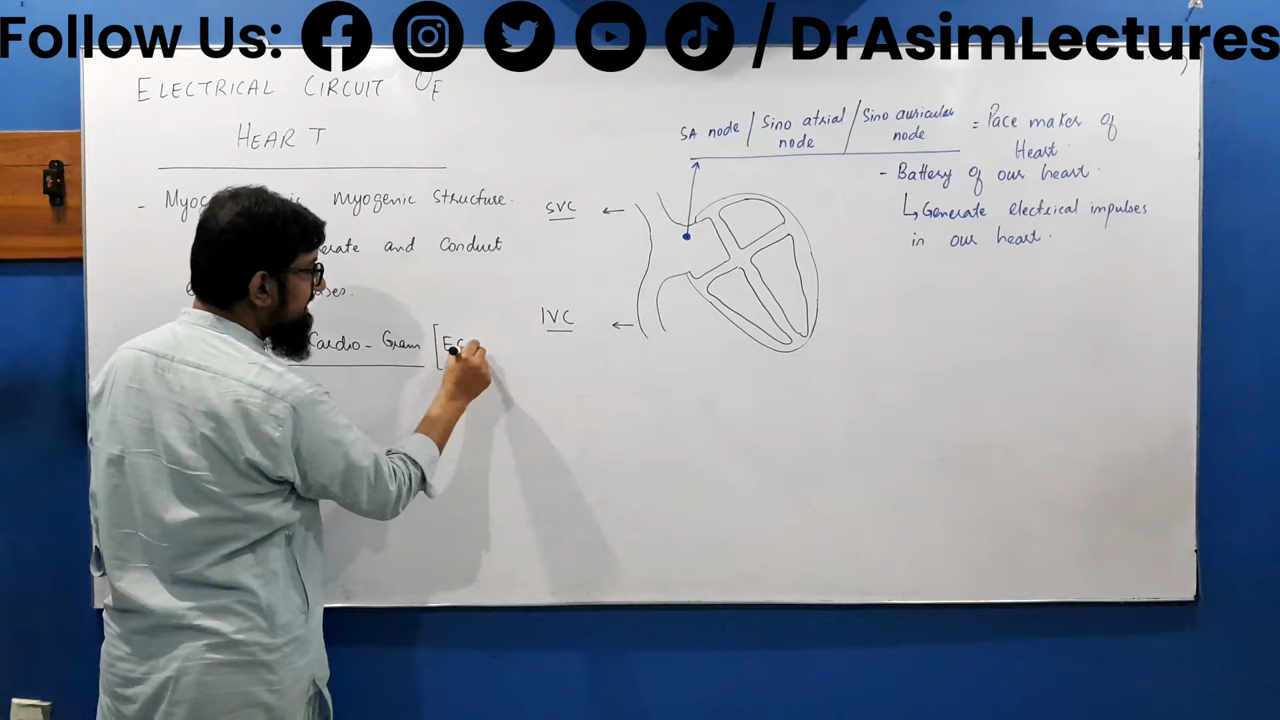 Follow Us: / DrAsimLectures
ELECTRICAL CIRCUIT OF
HEART
- Myoc is myogenic structure.
erate and Conduct
ses.
Cardio - Gram [EC
SVC
IVC
SA node / Sino atrial node / Sino auricular node = Pace maker of Heart
- Battery of our heart.
↳ Generate electrical impulses
in our heart.